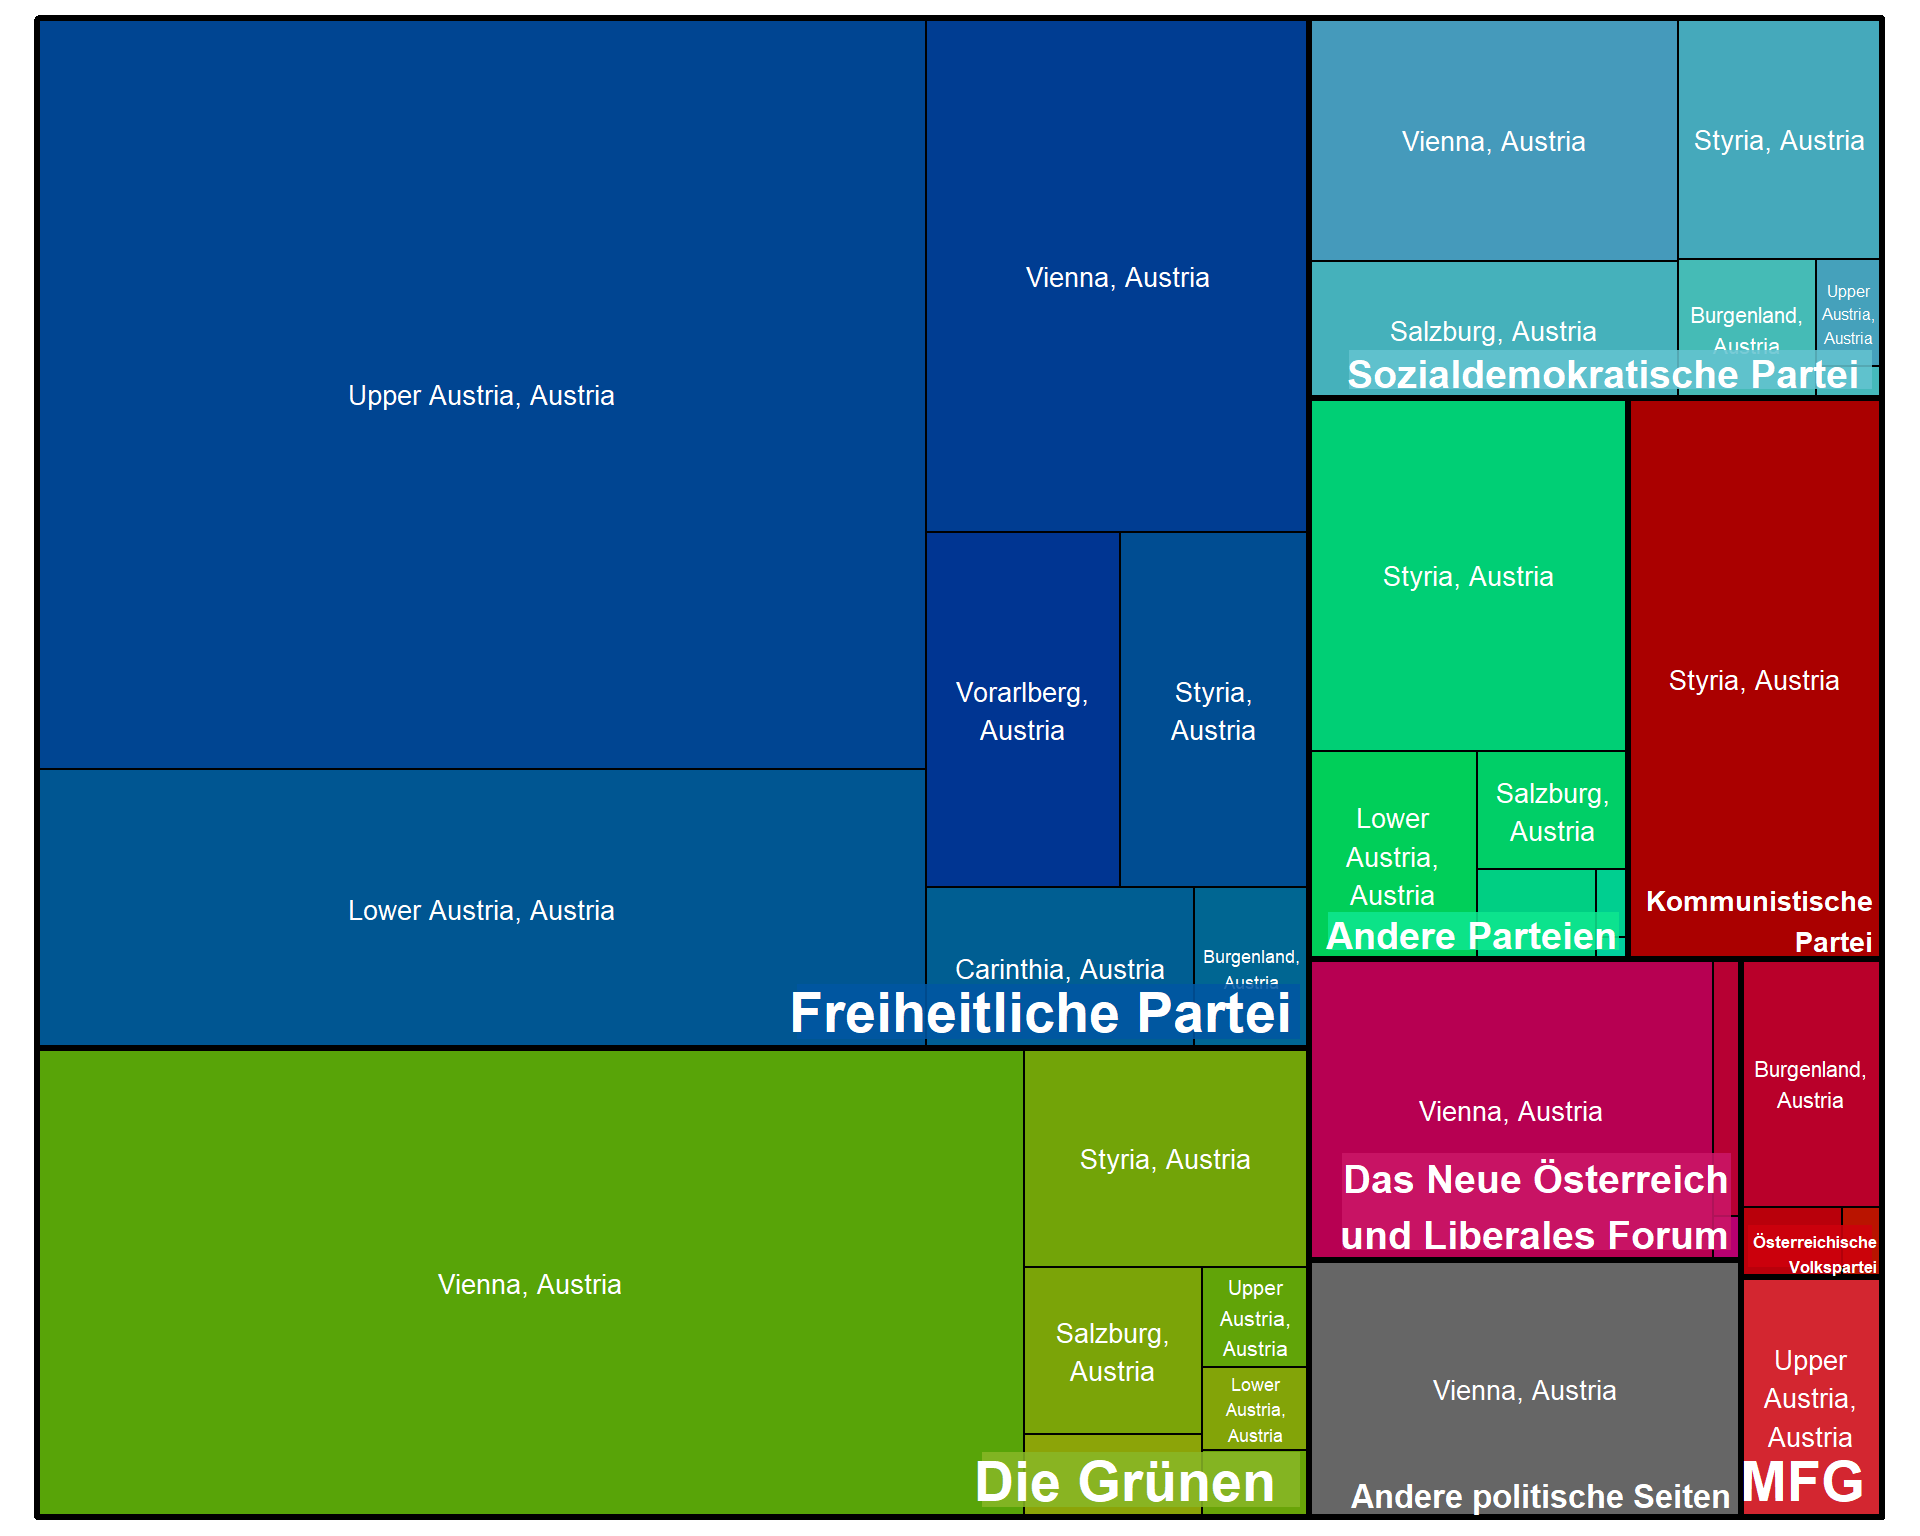 Upper Austria, Austria
Vienna, Austria
Vorarlberg,
Austria
Styria,
Austria
Lower Austria, Austria
Carinthia, Austria
Burgenland,
Austria
Freiheitliche Partei
Vienna, Austria
Styria, Austria
Salzburg,
Austria
Upper
Austria,
Austria
Lower
Austria,
Austria
Die Grünen
Vienna, Austria
Styria, Austria
Salzburg, Austria
Burgenland,
Austria
Upper
Austria,
Austria
Sozialdemokratische Partei
Styria, Austria
Lower
Austria,
Austria
Salzburg,
Austria
Andere Parteien
Styria, Austria
Kommunistische
Partei
Vienna, Austria
Das Neue Österreich
und Liberales Forum
Burgenland,
Austria
Österreichische
Volkspartei
Vienna, Austria
Andere politische Seiten
Upper
Austria,
Austria
MFG